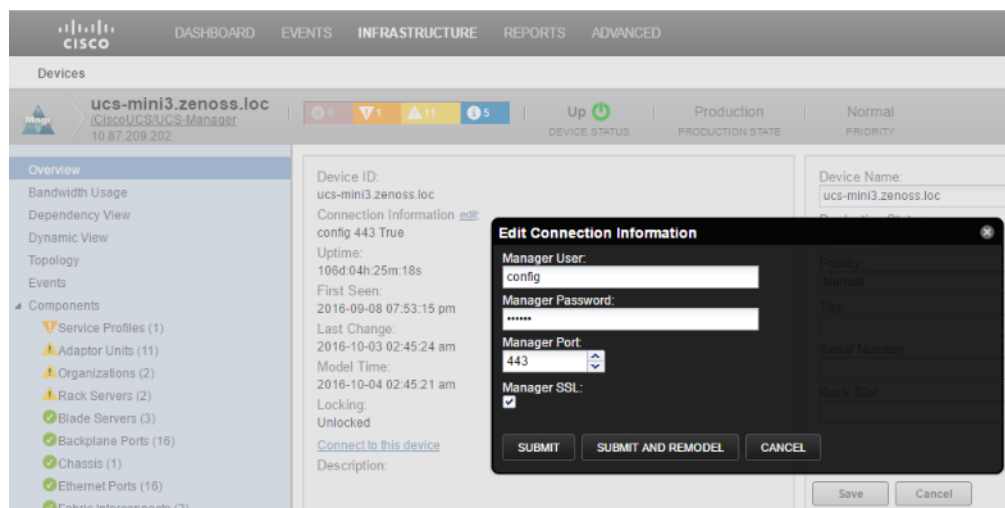 CISCO
DASHBOARD EVENTS INFRASTRUCTURE REPORTS ADVANCED
Devices
Mngr
ucs-mini3.zenoss.loc
/CiscoUCS/UCS-Manager
10.87.209.202
0 1 11 5
Up
DEVICE STATUS
Production
PRODUCTION STATE
Normal
PRIORITY
Overview
Bandwidth Usage
Dependency View
Dynamic View
Topology
Events
Components
Service Profiles (1)
Adaptor Units (11)
Organizations (2)
Rack Servers (2)
Blade Servers (3)
Backplane Ports (16)
Chassis (1)
Ethernet Ports (16)
Fabric Interconnects (2)
Device ID:
ucs-mini3.zenoss.loc
Connection Information edit:
config 443 True
Uptime:
106d:04h:25m:18s
First Seen:
2016-09-08 07:53:15 pm
Last Change:
2016-10-03 02:45:24 am
Model Time:
2016-10-04 02:45:21 am
Locking:
Unlocked
Connect to this device
Description:
Device Name:
ucs-mini3.zenoss.loc
Production State:
Priority:
Normal
Tag:
Serial Number:
Rack Slot:
Save Cancel
Edit Connection Information
Manager User:
config
Manager Password:
••••••
Manager Port:
443
Manager SSL:
SUBMIT SUBMIT AND REMODEL CANCEL